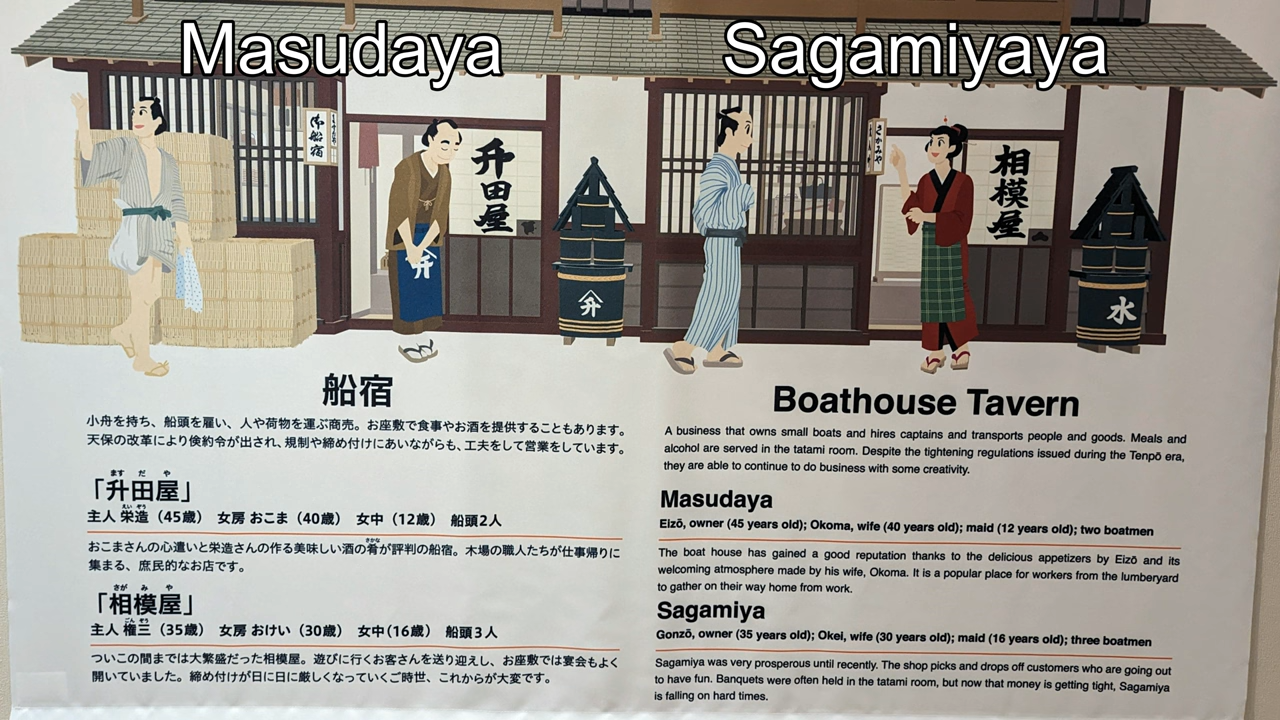 Masudaya
Sagamiyaya
御船宿
升田屋
升
升
さがみや
相模屋
水
船宿
小舟を持ち、船頭を雇い、人や荷物を運ぶ商売。お座敷で食事やお酒を提供することもあります。
天保の改革により倹約令が出され、規制や締め付けにあいながらも、工夫をして営業をしています。
ます だ や
「升田屋」
えい ぞう
主人 栄造（45歳） 女房 おこま（40歳） 女中（12歳） 船頭2人
さかな
おこまさんの心遣いと栄造さんの作る美味しい酒の肴が評判の船宿。木場の職人たちが仕事帰りに
集まる、庶民的なお店です。
さが み や
「相模屋」
ごん ぞう
主人 権三（35歳） 女房 おけい（30歳） 女中（16歳） 船頭3人
ついこの間までは大繁盛だった相模屋。遊びに行くお客さんを送り迎えし、お座敷では宴会もよく
開いていました。締め付けが日に日に厳しくなっていくご時世、これからが大変です。
Boathouse Tavern
A business that owns small boats and hires captains and transports people and goods. Meals and
alcohol are served in the tatami room. Despite the tightening regulations issued during the Tenpō era,
they are able to continue to do business with some creativity.
Masudaya
Eizō, owner (45 years old); Okoma, wife (40 years old); maid (12 years old); two boatmen
The boat house has gained a good reputation thanks to the delicious appetizers by Eizō and its
welcoming atmosphere made by his wife, Okoma. It is a popular place for workers from the lumberyard
to gather on their way home from work.
Sagamiya
Gonzō, owner (35 years old); Okei, wife (30 years old); maid (16 years old); three boatmen
Sagamiya was very prosperous until recently. The shop picks and drops off customers who are going out
to have fun. Banquets were often held in the tatami room, but now that money is getting tight, Sagamiya
is falling on hard times.